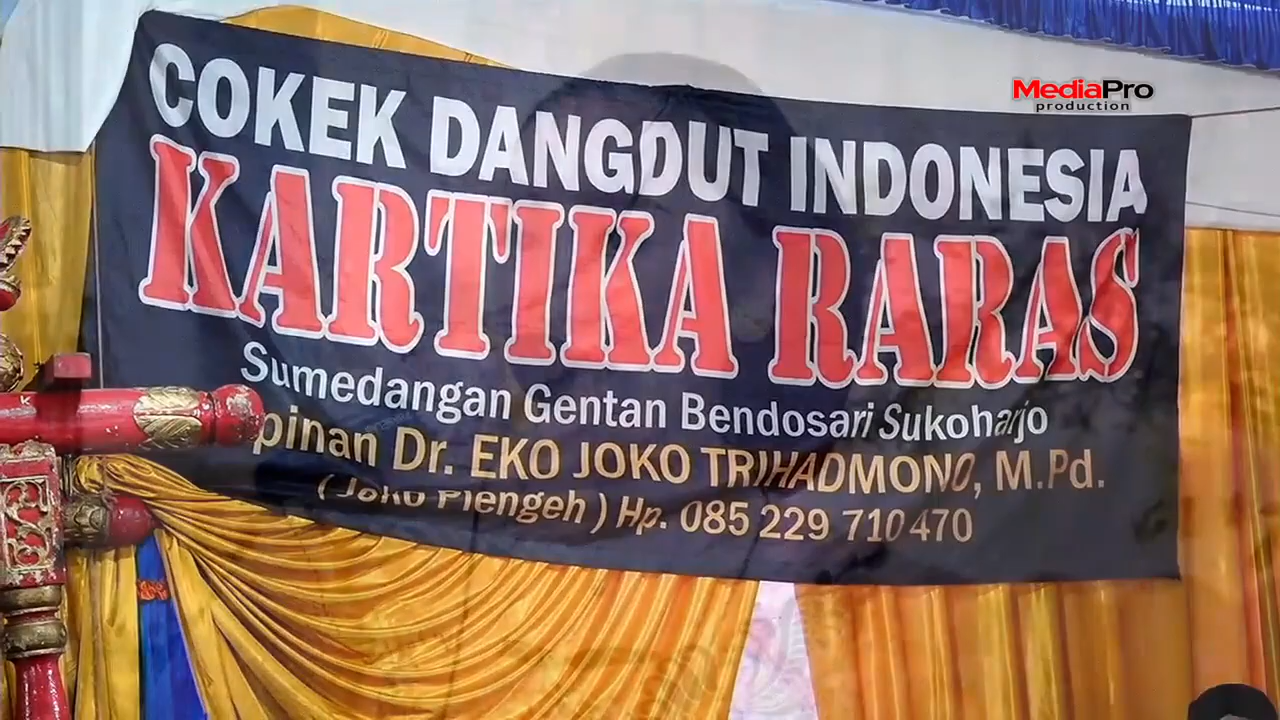 MediaPro
production
COKEK DANGDUT INDONESIA
KARTIKA RARAS
Sumedangan Gentan Bendosari Sukoharjo
pinan Dr. EKO JOKO TRIHADMONO, M.Pd.
( Joko Plengeh ) Hp. 085 229 710 470